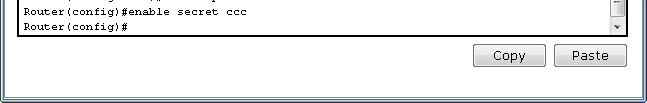 Router(config)#enable secret ccc
Router(config)#
Copy Paste